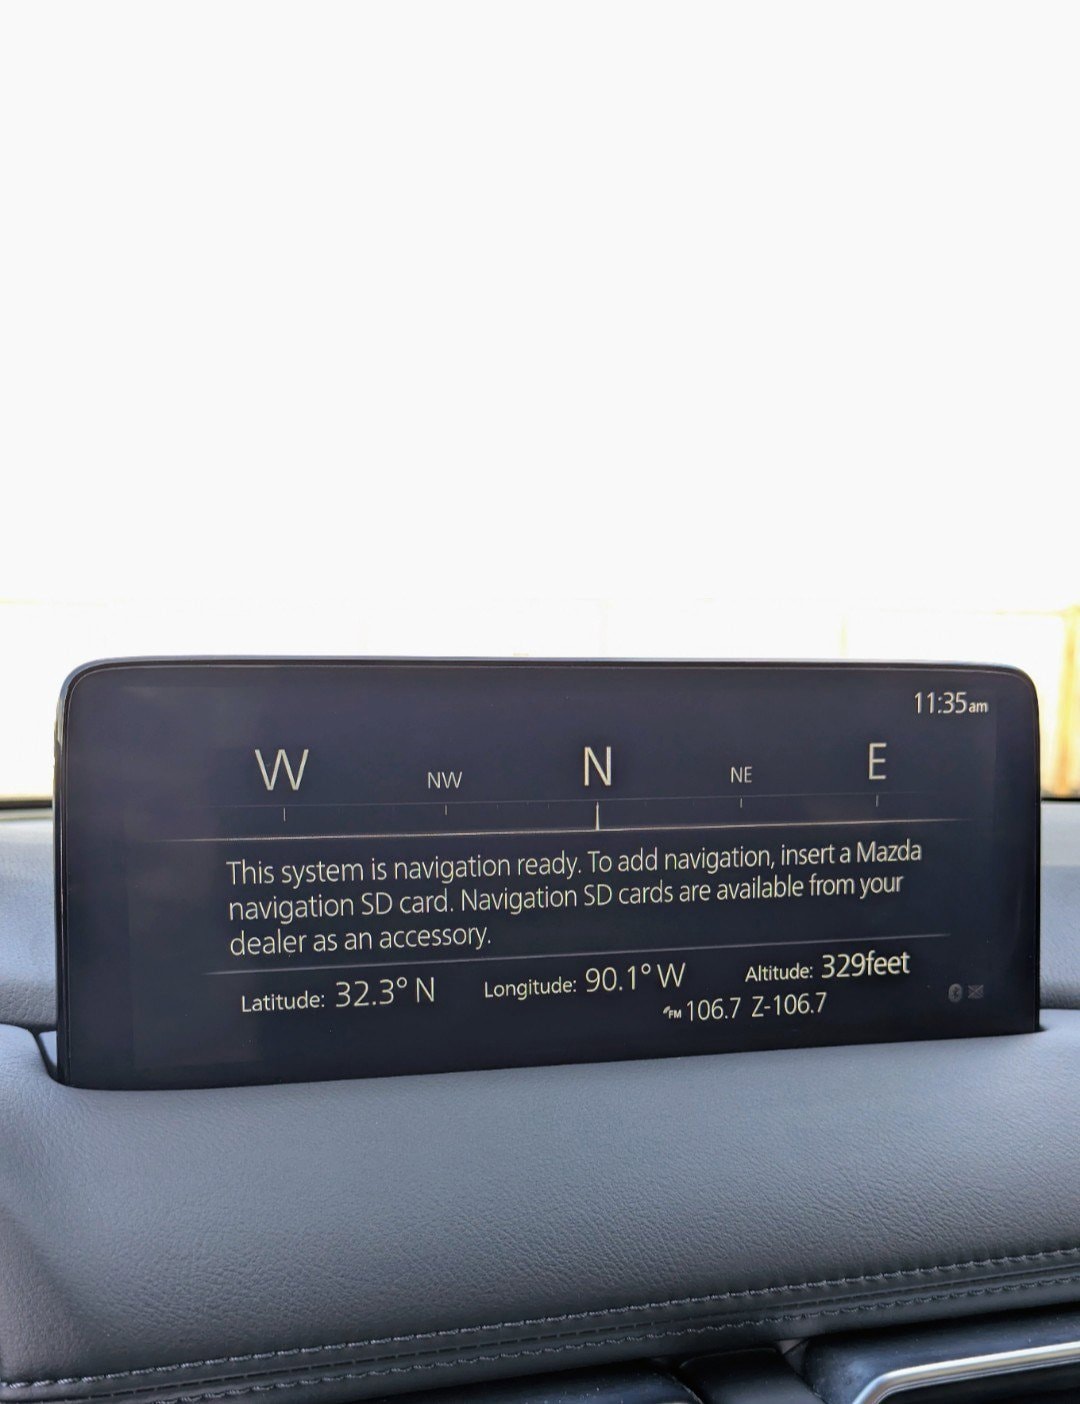 11:35am
W NW N NE E
This system is navigation ready. To add navigation, insert a Mazda
navigation SD card. Navigation SD cards are available from your
dealer as an accessory.
Latitude: 32.3° N Longitude: 90.1° W Altitude: 329feet
FM 106.7 Z-106.7